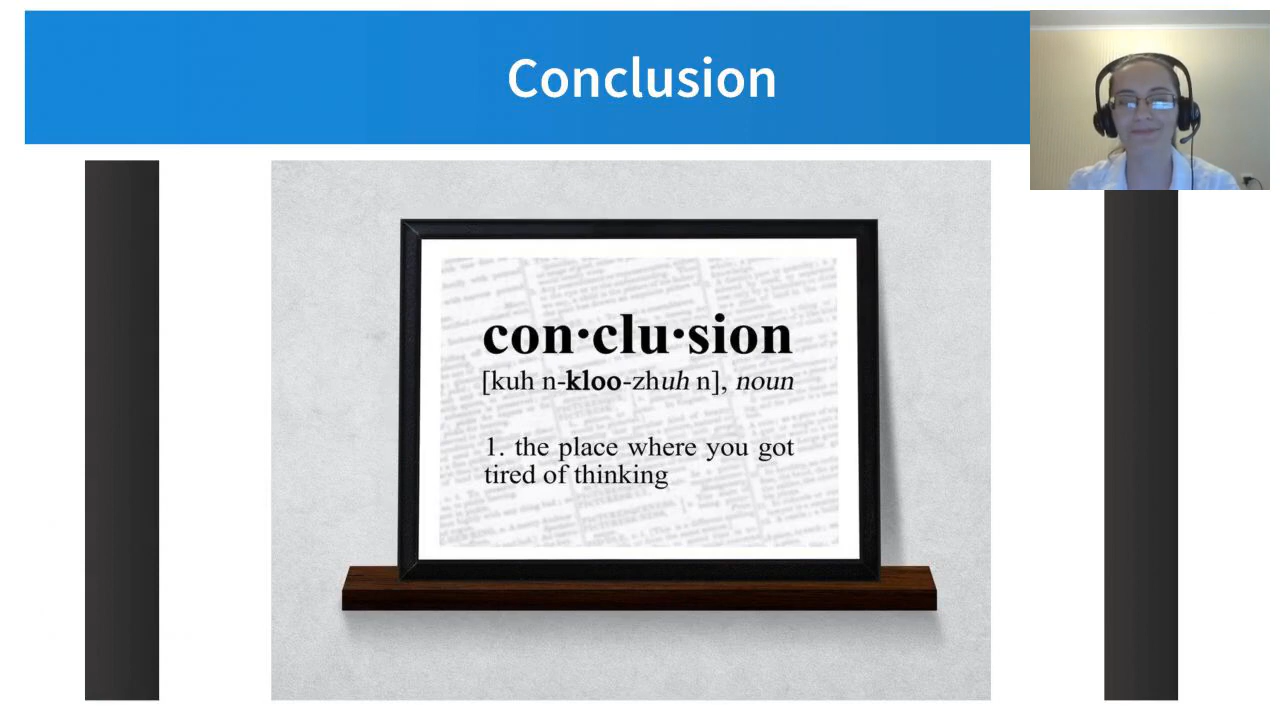 Conclusion
con·clu·sion
[kuh n-kloo-zhuh n], noun
1. the place where you got
tired of thinking